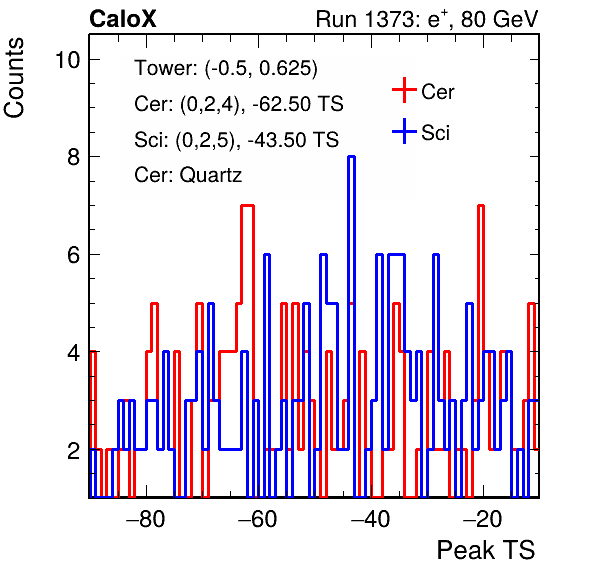 CaloX Run 1373: e⁺, 80 GeV
Counts
Tower: (-0.5, 0.625)
Cer: (0,2,4), -62.50 TS
Sci: (0,2,5), -43.50 TS
Cer: Quartz
Cer
Sci
10
8
6
4
2
−80 −60 −40 −20
Peak TS